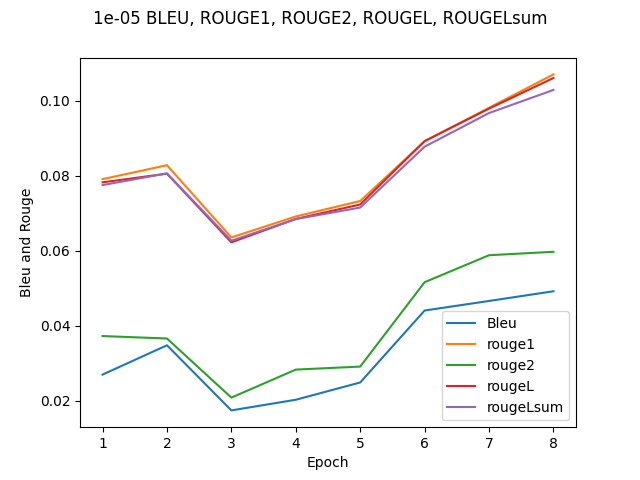 1e-05 BLEU, ROUGE1, ROUGE2, ROUGEL, ROUGELsum
Bleu and Rouge
0.10
0.08
0.06
0.04
0.02
Bleu
rouge1
rouge2
rougeL
rougeLsum
1 2 3 4 5 6 7 8
Epoch